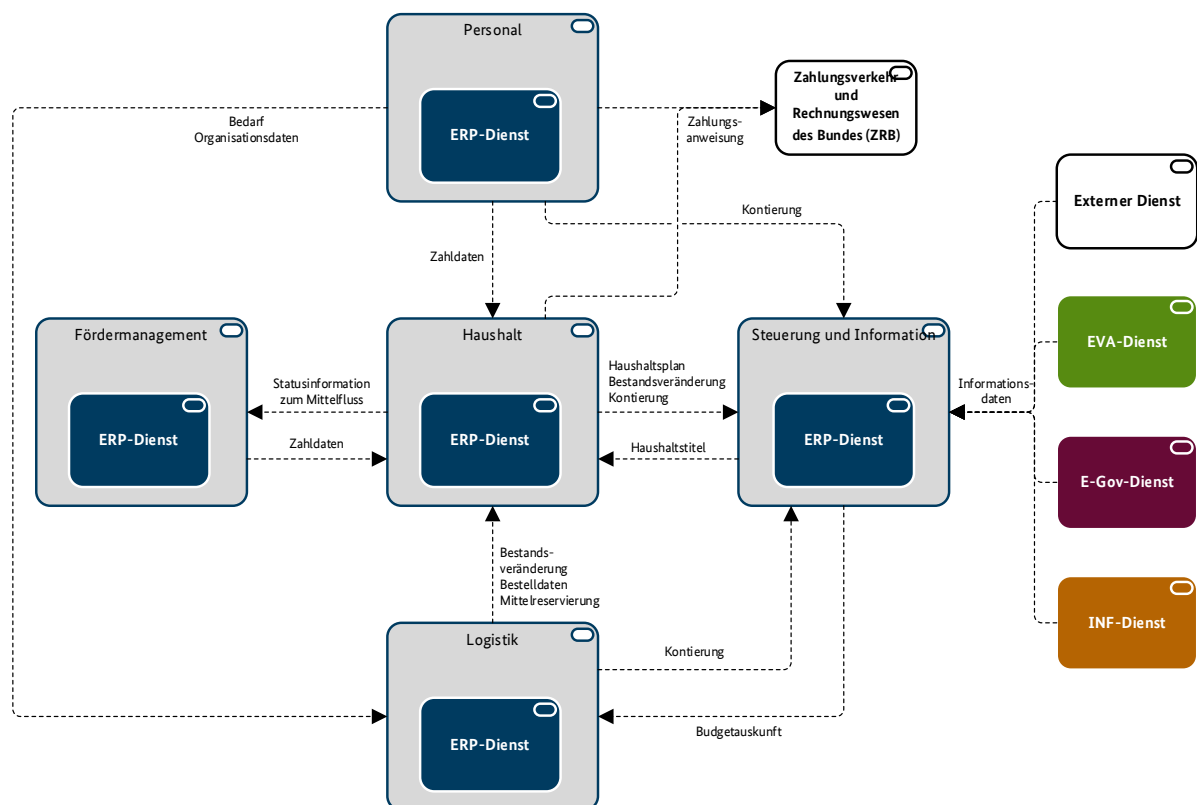 Personal
ERP-Dienst
Zahlungsverkehr
und
Rechnungswesen
des Bundes (ZRB)
Bedarf
Organisationsdaten
Zahlungs-
anweisung
Externer Dienst
Kontierung
Zahldaten
Fördermanagement
ERP-Dienst
Statusinformation
zum Mittelfluss
Zahldaten
Haushalt
ERP-Dienst
Haushaltsplan
Bestandsveränderung
Kontierung
Haushaltstitel
Steuerung und Information
ERP-Dienst
Informations-
daten
EVA-Dienst
E-Gov-Dienst
INF-Dienst
Bestands-
veränderung
Bestelldaten
Mittelreservierung
Logistik
ERP-Dienst
Kontierung
Budgetauskunft